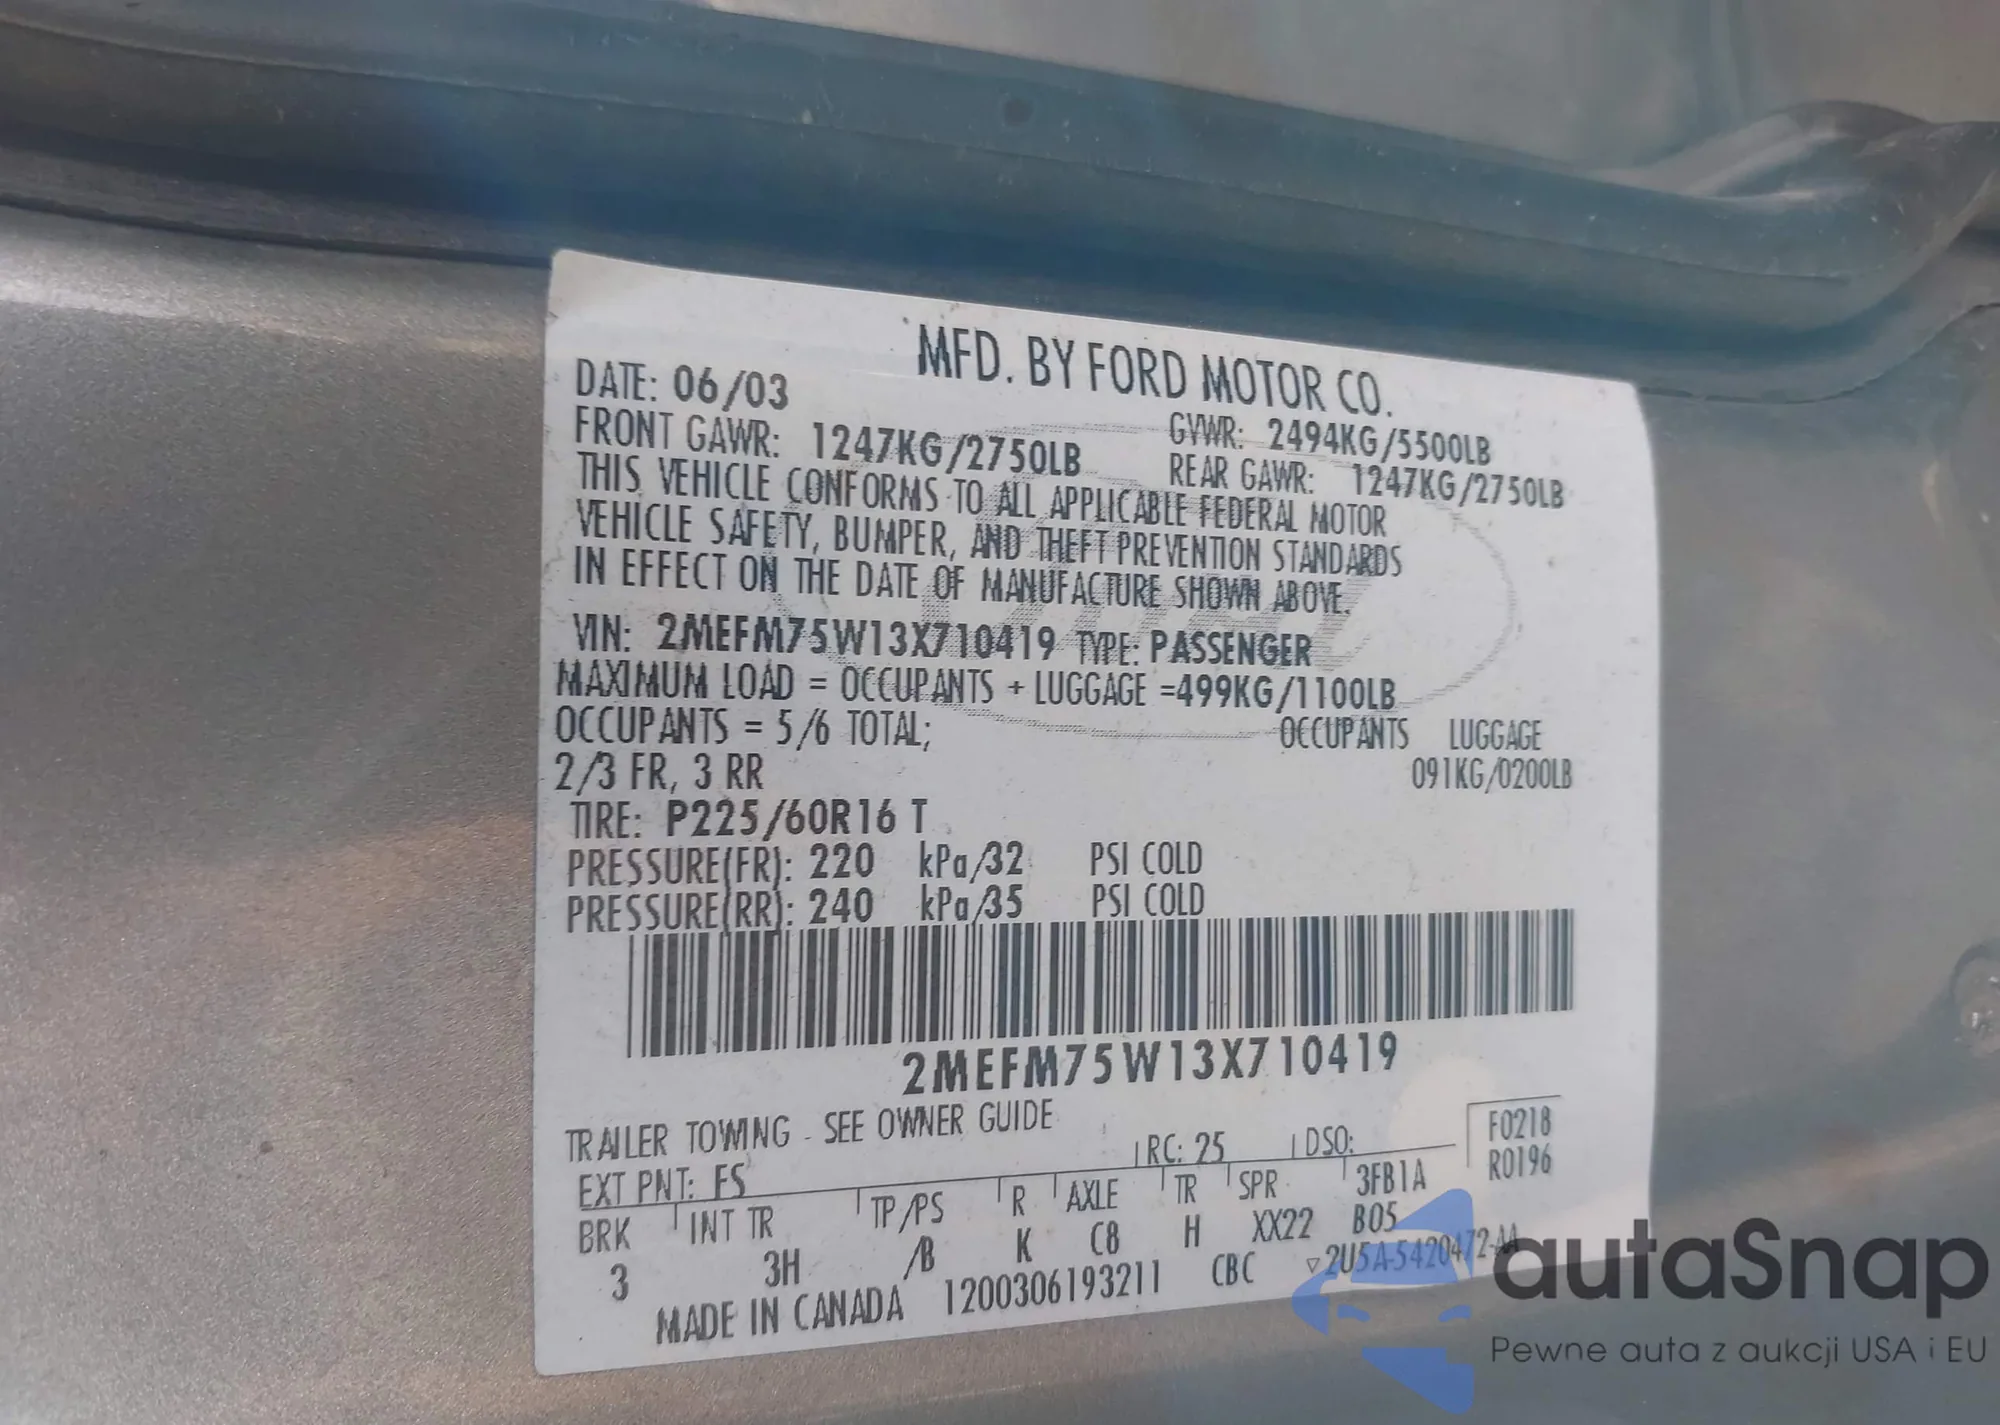 MFD. BY FORD MOTOR CO.
DATE: 06/03
GVWR: 2494KG/5500LB
FRONT GAWR: 1247KG/2750LB
REAR GAWR: 1247KG/2750LB
THIS VEHICLE CONFORMS TO ALL APPLICABLE FEDERAL MOTOR
VEHICLE SAFETY, BUMPER, AND THEFT PREVENTION STANDARDS
IN EFFECT ON THE DATE OF MANUFACTURE SHOWN ABOVE.
VIN: 2MEFM75W13X710419 TYPE: PASSENGER
MAXIMUM LOAD = OCCUPANTS + LUGGAGE =499KG/1100LB
OCCUPANTS = 5/6 TOTAL; OCCUPANTS LUGGAGE
2/3 FR, 3 RR 091KG/0200LB
TIRE: P225/60R16 T
PRESSURE(FR): 220 kPa/32 PSI COLD
PRESSURE(RR): 240 kPa/35 PSI COLD
2MEFM75W13X710419
TRAILER TOWING - SEE OWNER GUIDE
F0218
EXT PNT: FS RC: 25 DSO: R0196
BRK INT TR TP/PS R AXLE TR SPR 3FB1A
3 3H /B K C8 H XX22 B05
MADE IN CANADA 1200306193211 CBC ▽2U5A-5420472-AA
autaSnap
Pewne auta z aukcji USA i EU